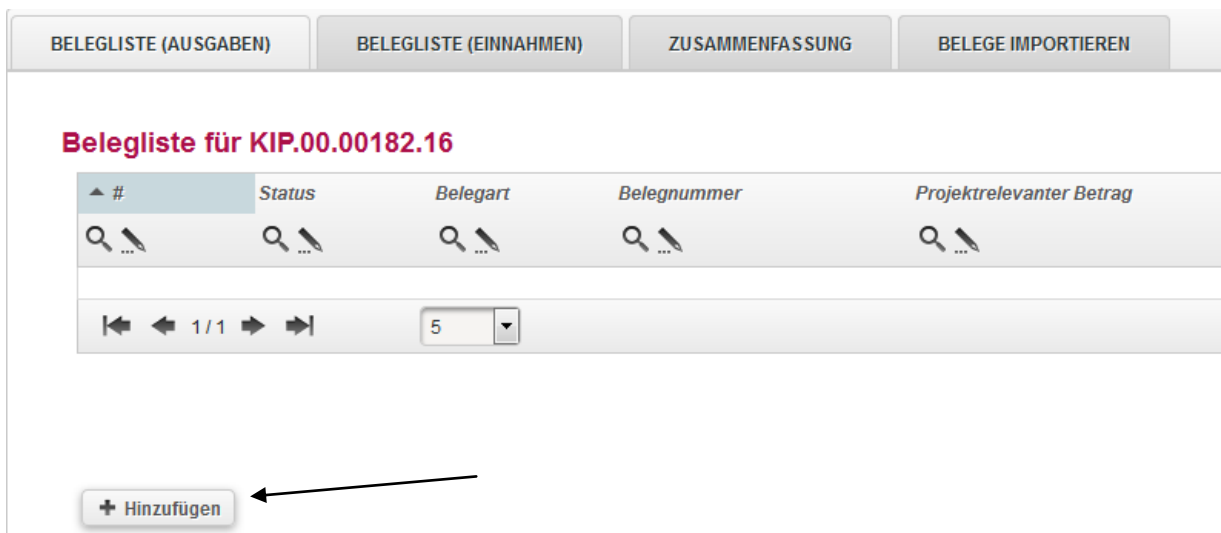 BELEGLISTE (AUSGABEN) BELEGLISTE (EINNAHMEN) ZUSAMMENFASSUNG BELEGE IMPORTIEREN
Belegliste für KIP.00.00182.16
# Status Belegart Belegnummer Projektrelevanter Betrag
1 / 1 5
+ Hinzufügen